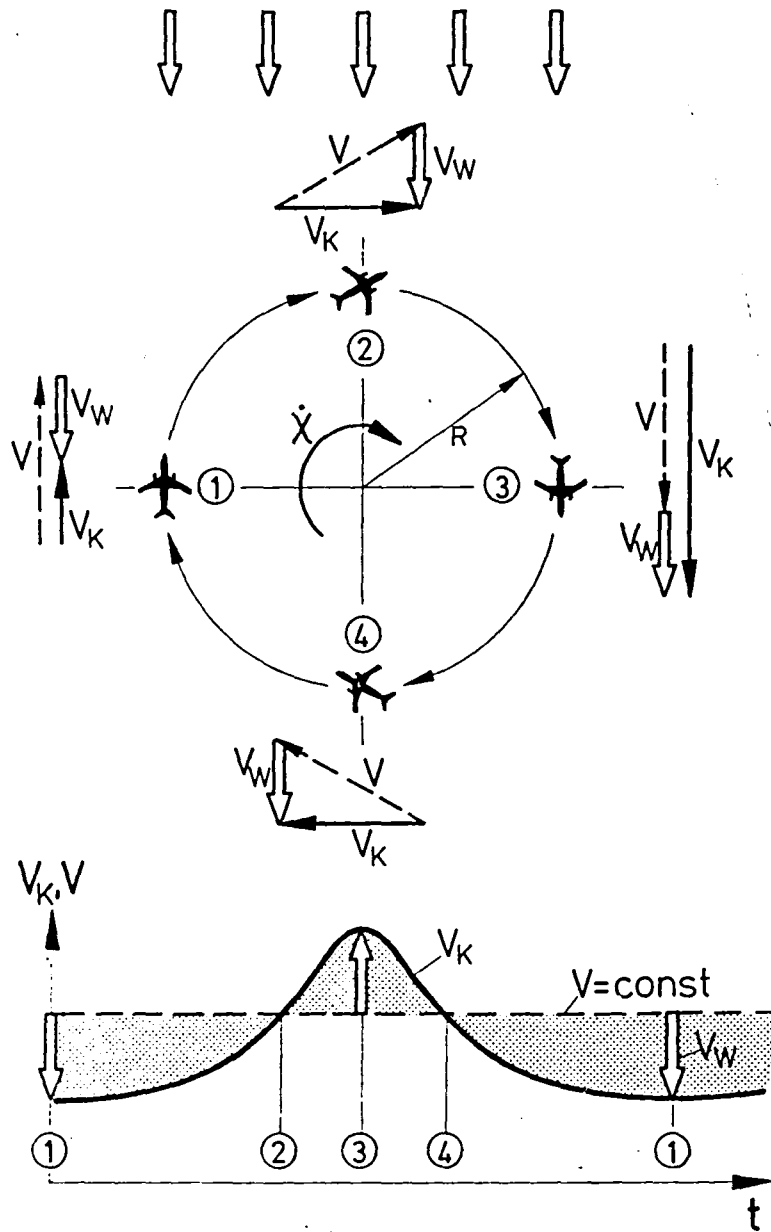 V
V_W
V_K
②
V_W
V
V_K
①
Ẋ
R
③
V
V_K
V_W
④
V_W
V
V_K
V_K, V
V_K
V=const
V_W
① ② ③ ④ ①
t